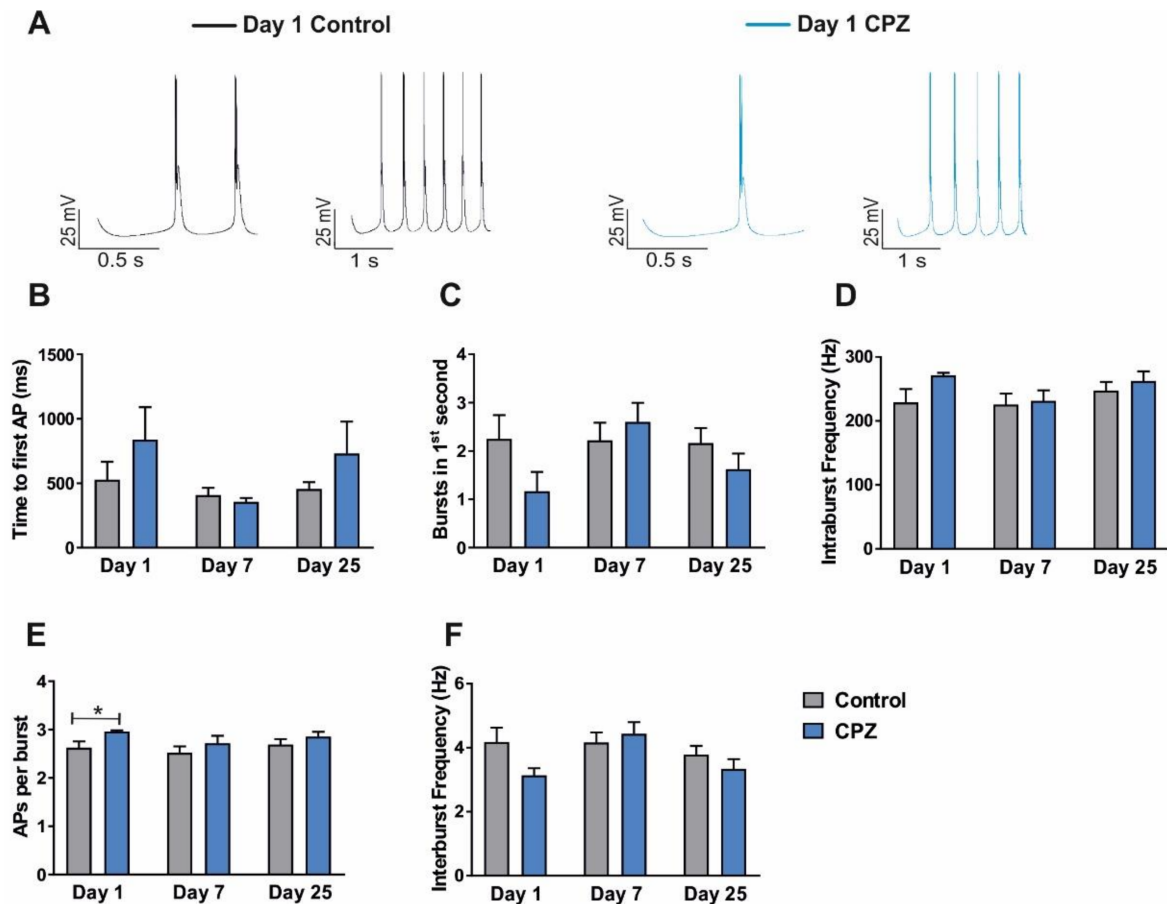 A
Day 1 Control
Day 1 CPZ
25 mV
0.5 s
25 mV
1 s
25 mV
0.5 s
25 mV
1 s
B
Time to first AP (ms)
1500
1000
500
0
Day 1 Day 7 Day 25
C
Bursts in 1st second
4
3
2
1
0
Day 1 Day 7 Day 25
D
Intraburst Frequency (Hz)
300
200
100
0
Day 1 Day 7 Day 25
E
APs per burst
4
3
2
1
0
*
Day 1 Day 7 Day 25
F
Interburst Frequency (Hz)
6
4
2
0
Day 1 Day 7 Day 25
Control
CPZ